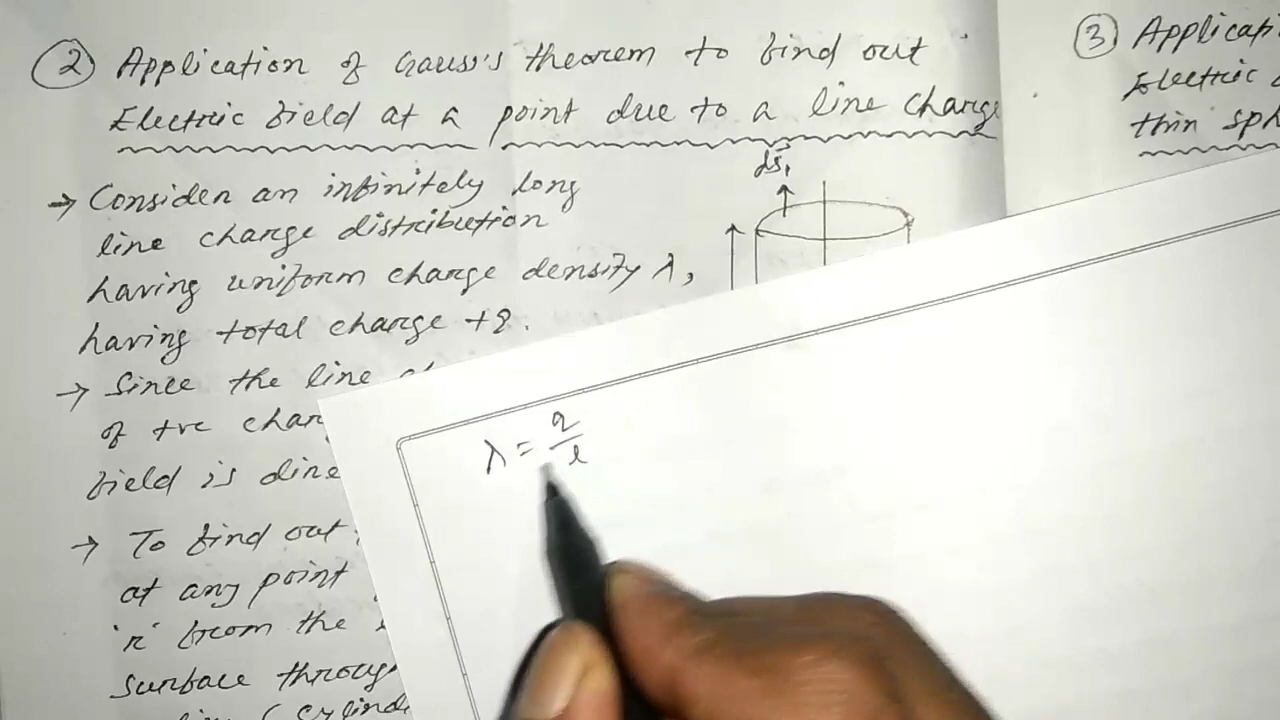 ② Application of Gauss's theorem to find out
Electric field at a point due to a line charge
→ Consider an infinitely long
line charge distribution
having uniform charge density λ,
having total charge +q.
→ Since the line
of +ve char
field is dire
→ To find out
at any point
'r' from the
surface throug
(cylind
dS₁
③ Applicati
Electric
thin sph
λ = q/l